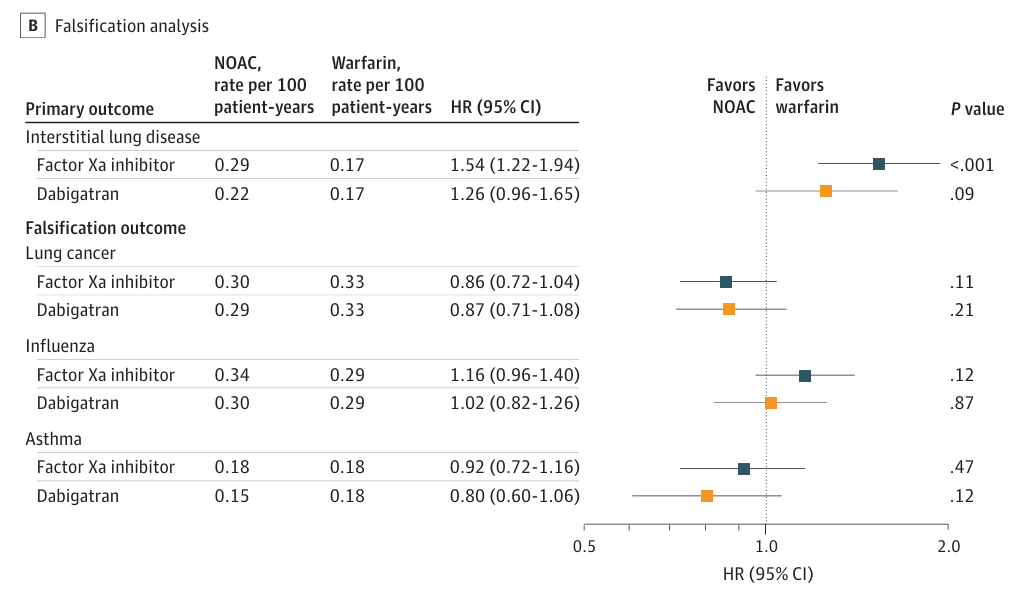 B Falsification analysis
Primary outcome NOAC, rate per 100 patient-years Warfarin, rate per 100 patient-years HR (95% CI) Favors NOAC Favors warfarin P value
Interstitial lung disease
Factor Xa inhibitor 0.29 0.17 1.54 (1.22-1.94) <.001
Dabigatran 0.22 0.17 1.26 (0.96-1.65) .09
Falsification outcome
Lung cancer
Factor Xa inhibitor 0.30 0.33 0.86 (0.72-1.04) .11
Dabigatran 0.29 0.33 0.87 (0.71-1.08) .21
Influenza
Factor Xa inhibitor 0.34 0.29 1.16 (0.96-1.40) .12
Dabigatran 0.30 0.29 1.02 (0.82-1.26) .87
Asthma
Factor Xa inhibitor 0.18 0.18 0.92 (0.72-1.16) .47
Dabigatran 0.15 0.18 0.80 (0.60-1.06) .12
0.5 1.0 2.0
HR (95% CI)